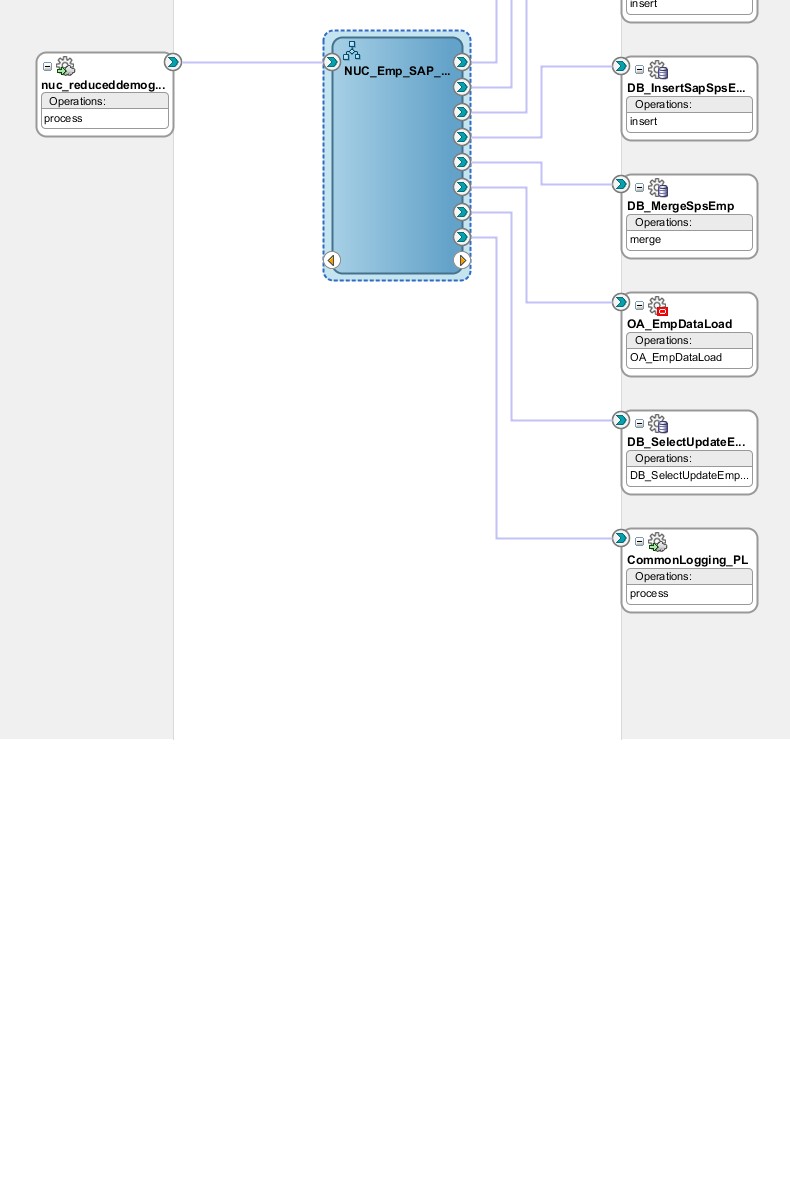 insert
nuc_reduceddemog...
Operations:
process
NUC_Emp_SAP_...
DB_InsertSapSpsE...
Operations:
insert
DB_MergeSpsEmp
Operations:
merge
OA_EmpDataLoad
Operations:
OA_EmpDataLoad
DB_SelectUpdateE...
Operations:
DB_SelectUpdateEmp...
CommonLogging_PL
Operations:
process